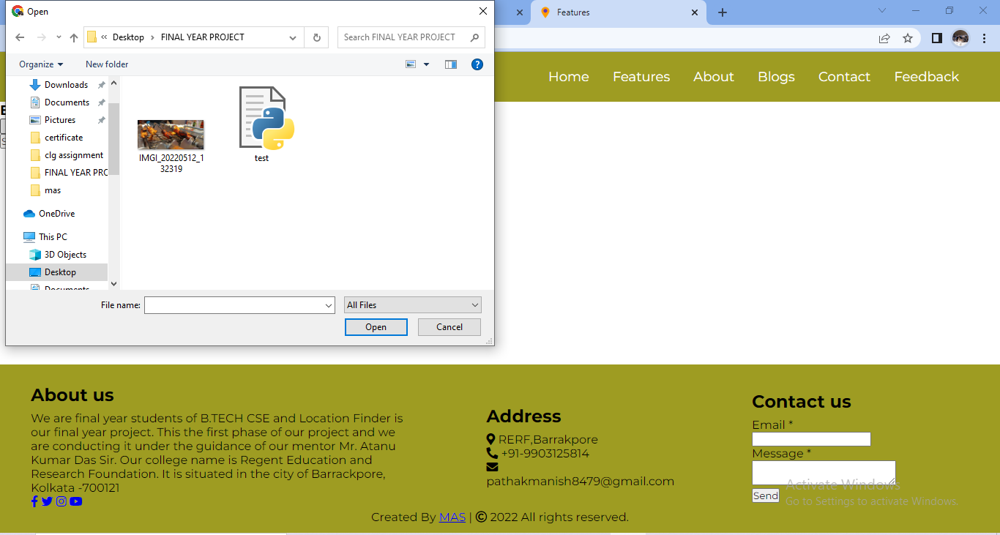 Open
Features
Desktop
FINAL YEAR PROJECT
Search FINAL YEAR PROJECT
Organize
New folder
Home
Features
About
Blogs
Contact
Feedback
Downloads
Documents
Pictures
certificate
clg assignment
FINAL YEAR PRC
mas
OneDrive
This PC
3D Objects
Desktop
Documents
IMGI_20220512_1
32319
test
File name:
All Files
Open
Cancel
About us
We are final year students of B.TECH CSE and Location Finder is
our final year project. This the first phase of our project and we
are conducting it under the guidance of our mentor Mr. Atanu
Kumar Das Sir. Our college name is Regent Education and
Research Foundation. It is situated in the city of Barrackpore,
Kolkata -700121
Address
RERF,Barrakpore
+91-9903125814
pathakmanish8479@gmail.com
Contact us
Email *
Message *
Send
Activate Windows
Go to Settings to activate Windows.
Created By MAS | © 2022 All rights reserved.